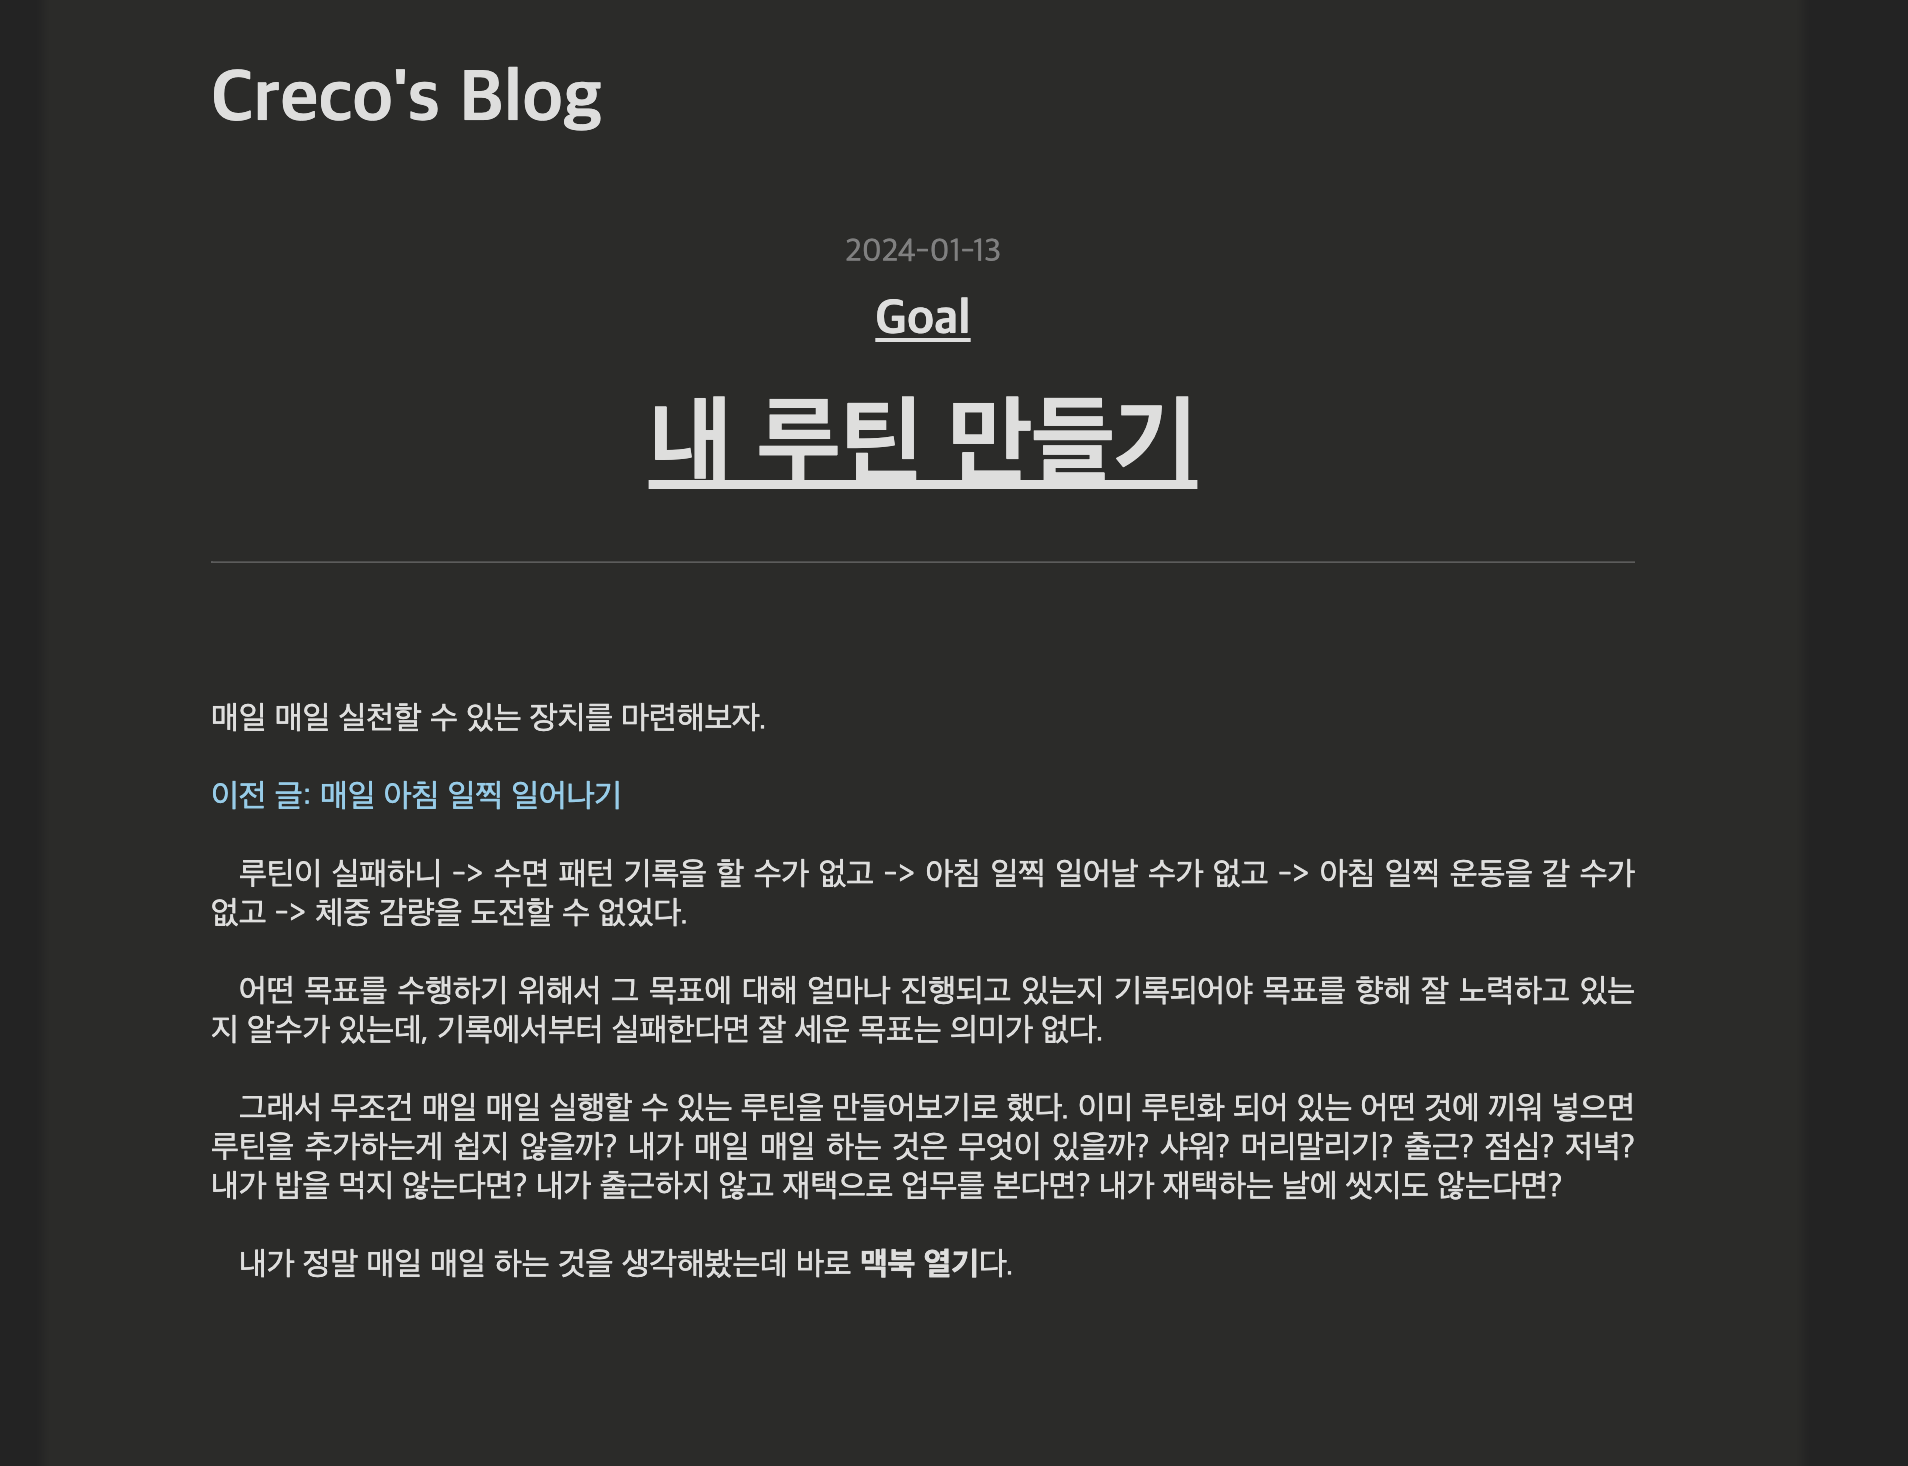 Creco's Blog
2024-01-13
Goal
내 루틴 만들기
매일 매일 실천할 수 있는 장치를 마련해보자.
이전 글: 매일 아침 일찍 일어나기
루틴이 실패하니 -> 수면 패턴 기록을 할 수가 없고 -> 아침 일찍 일어날 수가 없고 -> 아침 일찍 운동을 갈 수가
없고 -> 체중 감량을 도전할 수 없었다.
어떤 목표를 수행하기 위해서 그 목표에 대해 얼마나 진행되고 있는지 기록되어야 목표를 향해 잘 노력하고 있는
지 알수가 있는데, 기록에서부터 실패한다면 잘 세운 목표는 의미가 없다.
그래서 무조건 매일 매일 실행할 수 있는 루틴을 만들어보기로 했다. 이미 루틴화 되어 있는 어떤 것에 끼워 넣으면
루틴을 추가하는게 쉽지 않을까? 내가 매일 매일 하는 것은 무엇이 있을까? 샤워? 머리말리기? 출근? 점심? 저녁?
내가 밥을 먹지 않는다면? 내가 출근하지 않고 재택으로 업무를 본다면? 내가 재택하는 날에 씻지도 않는다면?
내가 정말 매일 매일 하는 것을 생각해봤는데 바로 맥북 열기다.